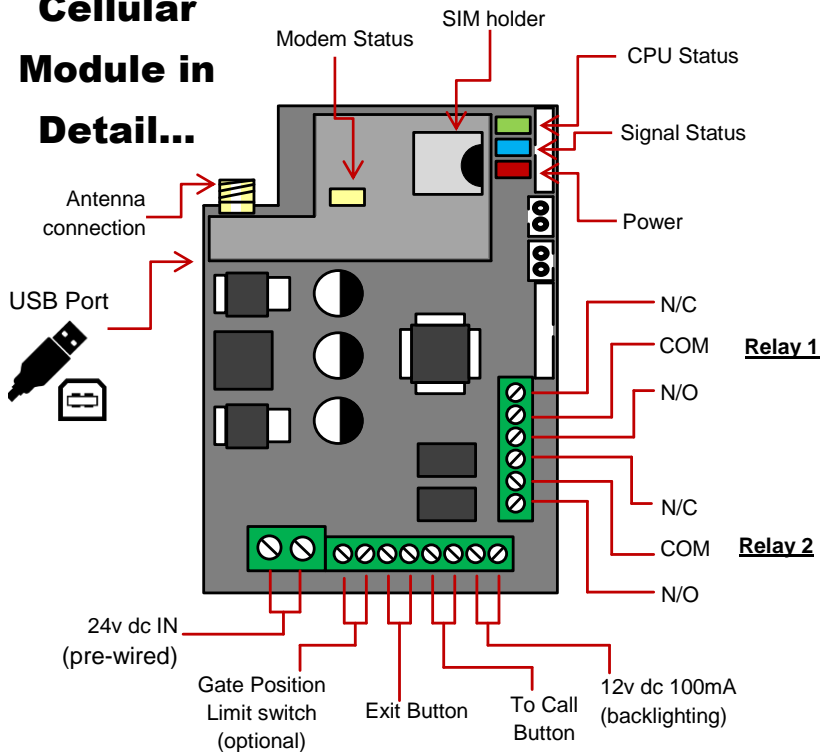 Cellular
Module in
Detail...
Modem Status
SIM holder
CPU Status
Signal Status
Power
Antenna
connection
USB Port
N/C
COM
Relay 1
N/O
N/C
COM
Relay 2
N/O
24v dc IN
(pre-wired)
Gate Position
Limit switch
(optional)
Exit Button
To Call
Button
12v dc 100mA
(backlighting)